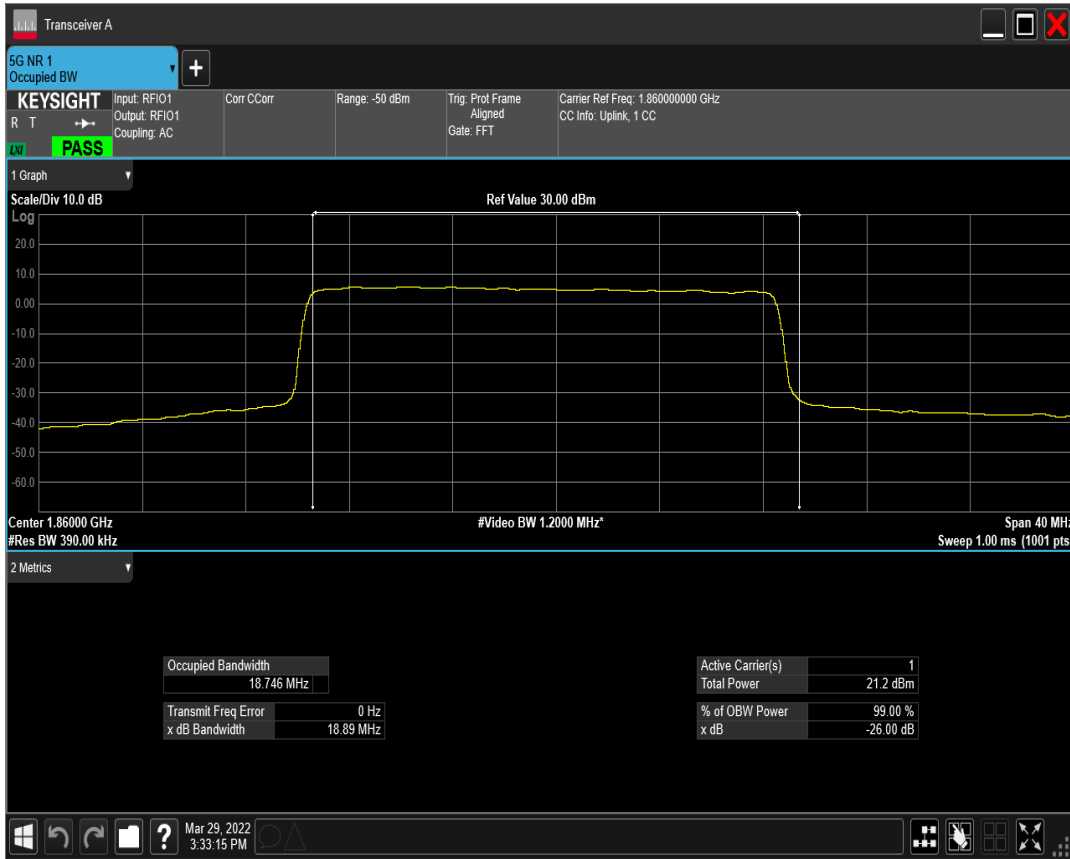 Transceiver A
5G NR 1
Occupied BW
+
KEYSIGHT
R T
LXI
PASS
Input: RFIO1
Output: RFIO1
Coupling: AC
Corr CCorr
Range: -50 dBm
Trig: Prot Frame
Aligned
Gate: FFT
Carrier Ref Freq: 1.860000000 GHz
CC Info: Uplink, 1 CC
1 Graph
Scale/Div 10.0 dB
Ref Value 30.00 dBm
Log
20.0
10.0
0.00
-10.0
-20.0
-30.0
-40.0
-50.0
-60.0
Center 1.86000 GHz
#Video BW 1.2000 MHz*
Span 40 MHz
#Res BW 390.00 kHz
Sweep 1.00 ms (1001 pts
2 Metrics
Occupied Bandwidth
18.746 MHz
Transmit Freq Error 0 Hz
x dB Bandwidth 18.89 MHz
Active Carrier(s) 1
Total Power 21.2 dBm
% of OBW Power 99.00 %
x dB -26.00 dB
?
Mar 29, 2022
3:33:15 PM